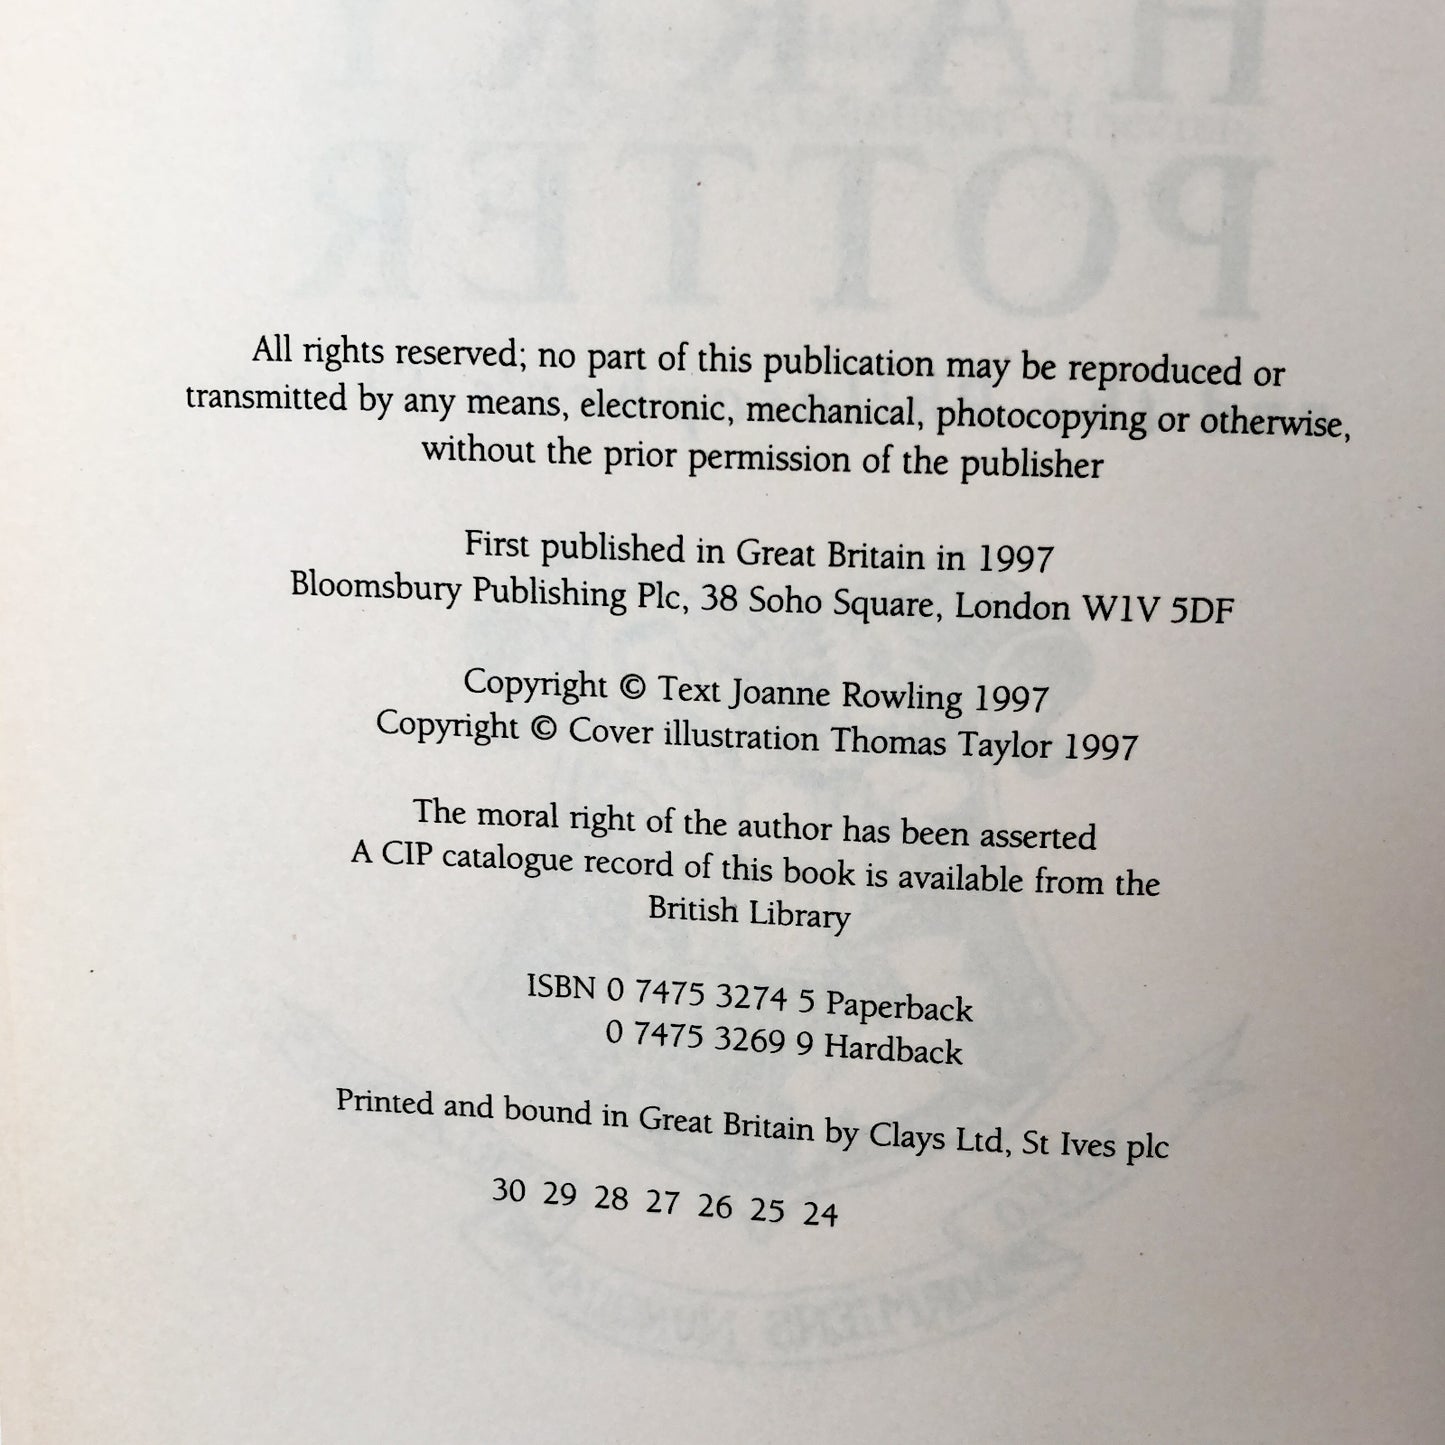 All rights reserved; no part of this publication may be reproduced or
transmitted by any means, electronic, mechanical, photocopying or otherwise,
without the prior permission of the publisher
First published in Great Britain in 1997
Bloomsbury Publishing Plc, 38 Soho Square, London W1V 5DF
Copyright © Text Joanne Rowling 1997
Copyright © Cover illustration Thomas Taylor 1997
The moral right of the author has been asserted
A CIP catalogue record of this book is available from the
British Library
ISBN 0 7475 3274 5 Paperback
0 7475 3269 9 Hardback
Printed and bound in Great Britain by Clays Ltd, St Ives plc
30 29 28 27 26 25 24